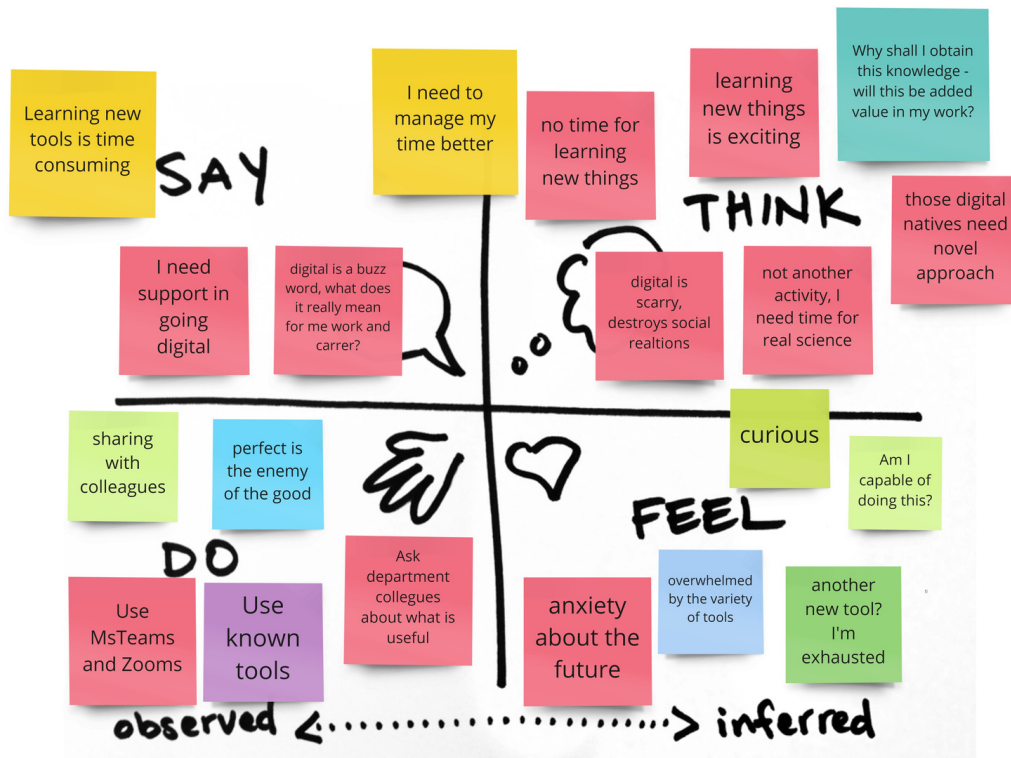 Learning new
tools is time
consuming
SAY
I need to
manage my
time better
I need
support in
going
digital
digital is a buzz
word, what does
it really mean
for me work and
carrer?
no time for
learning
new things
learning
new things
is exciting
Why shall I obtain
this knowledge -
will this be added
value in my work?
THINK
those digital
natives need
novel
approach
digital is
scarry,
destroys social
realtions
not another
activity, I
need time for
real science
sharing
with
colleagues
perfect is
the enemy
of the good
DO
Use
MsTeams
and Zooms
Use
known
tools
Ask
department
collegues
about what is
useful
curious
Am I
capable of
doing this?
FEEL
anxiety
about the
future
overwhelmed
by the variety
of tools
another
new tool?
I'm
exhausted
observed
inferred